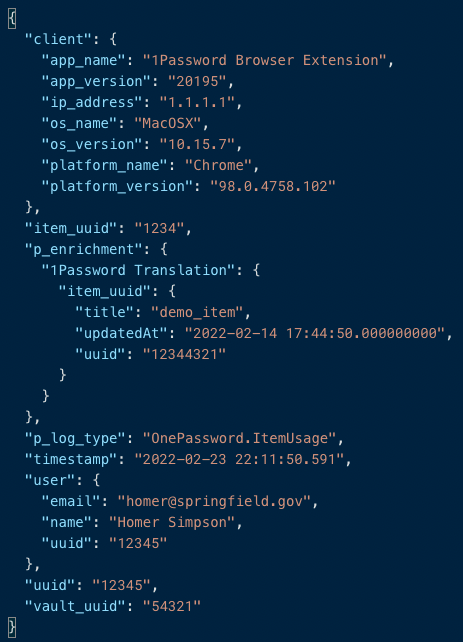 {
  "client": {
    "app_name": "1Password Browser Extension",
    "app_version": "20195",
    "ip_address": "1.1.1.1",
    "os_name": "MacOSX",
    "os_version": "10.15.7",
    "platform_name": "Chrome",
    "platform_version": "98.0.4758.102"
  },
  "item_uuid": "1234",
  "p_enrichment": {
    "1Password Translation": {
      "item_uuid": {
        "title": "demo_item",
        "updatedAt": "2022-02-14 17:44:50.000000000",
        "uuid": "12344321"
      }
    }
  },
  "p_log_type": "OnePassword.ItemUsage",
  "timestamp": "2022-02-23 22:11:50.591",
  "user": {
    "email": "homer@springfield.gov",
    "name": "Homer Simpson",
    "uuid": "12345"
  },
  "uuid": "12345",
  "vault_uuid": "54321"
}